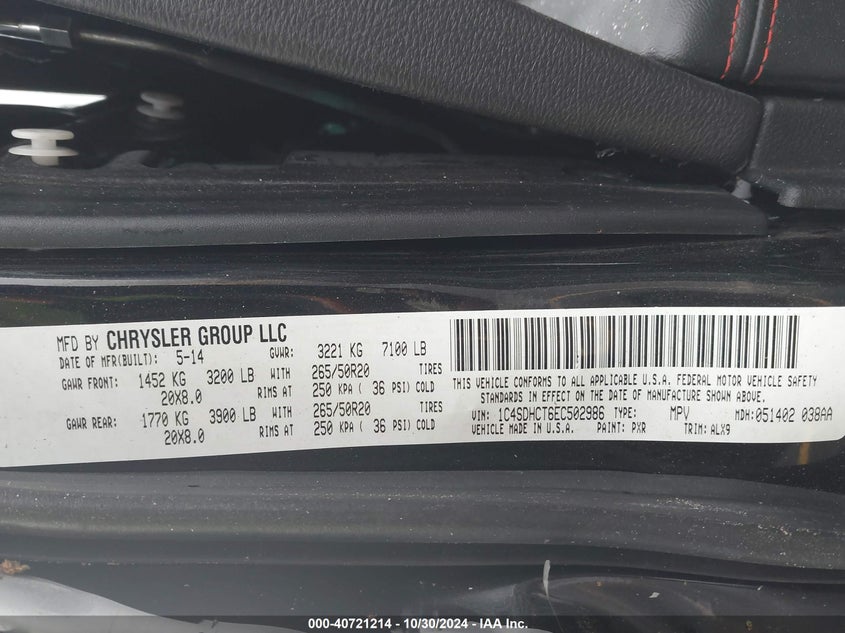 MFD BY CHRYSLER GROUP LLC
DATE OF MFR(BUILT): 5-14 GVWR: 3221 KG 7100 LB
GAWR FRONT: 1452 KG 3200 LB WITH 265/50R20 TIRES
20X8.0 RIMS AT 250 KPA ( 36 PSI) COLD
GAWR REAR: 1770 KG 3900 LB WITH 265/50R20 TIRES
20X8.0 RIMS AT 250 KPA ( 36 PSI) COLD
THIS VEHICLE CONFORMS TO ALL APPLICABLE U.S.A. FEDERAL MOTOR VEHICLE SAFETY
STANDARDS IN EFFECT ON THE DATE OF MANUFACTURE SHOWN ABOVE.
VIN: 1C4SDHCT6EC502986 TYPE: MPV MDH: 051402 038AA
VEHICLE MADE IN U.S.A. PAINT: PXR TRIM: ALX9
000-40721214 - 10/30/2024 - IAA Inc.